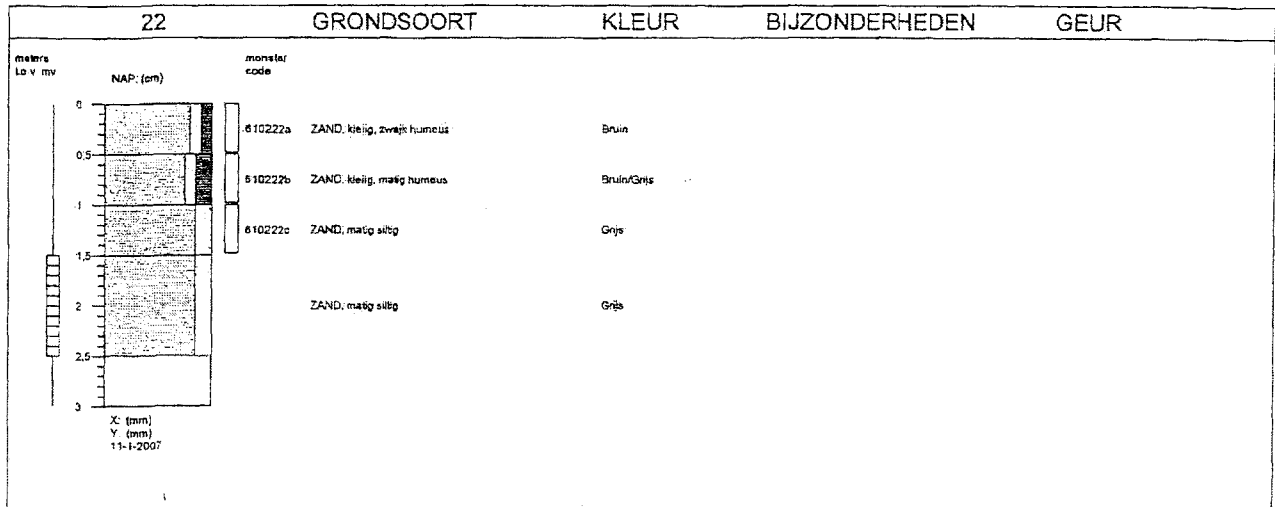 22 GRONDSOORT KLEUR BIJZONDERHEDEN GEUR
meters monster
t.o.v. mv NAP: (cm) code
0
610222a ZAND, kleiig, zwak humeus Bruin
0,5
610222b ZAND, kleiig, matig humeus Bruin/Grijs
1
610222c ZAND, matig siltig Grijs
1,5
2 ZAND, matig siltig Grijs
2,5
3
X: (mm)
Y: (mm)
11-1-2007